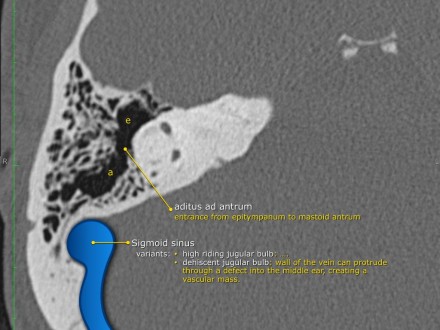 e
R
a
aditus ad antrum
entrance from epitympanum to mastoid antrum
Sigmoid sinus
variants: • high riding jugular bulb:
• dehiscent jugular bulb: wall of the vein can protrude
through a defect into the middle ear, creating a
vascular mass.